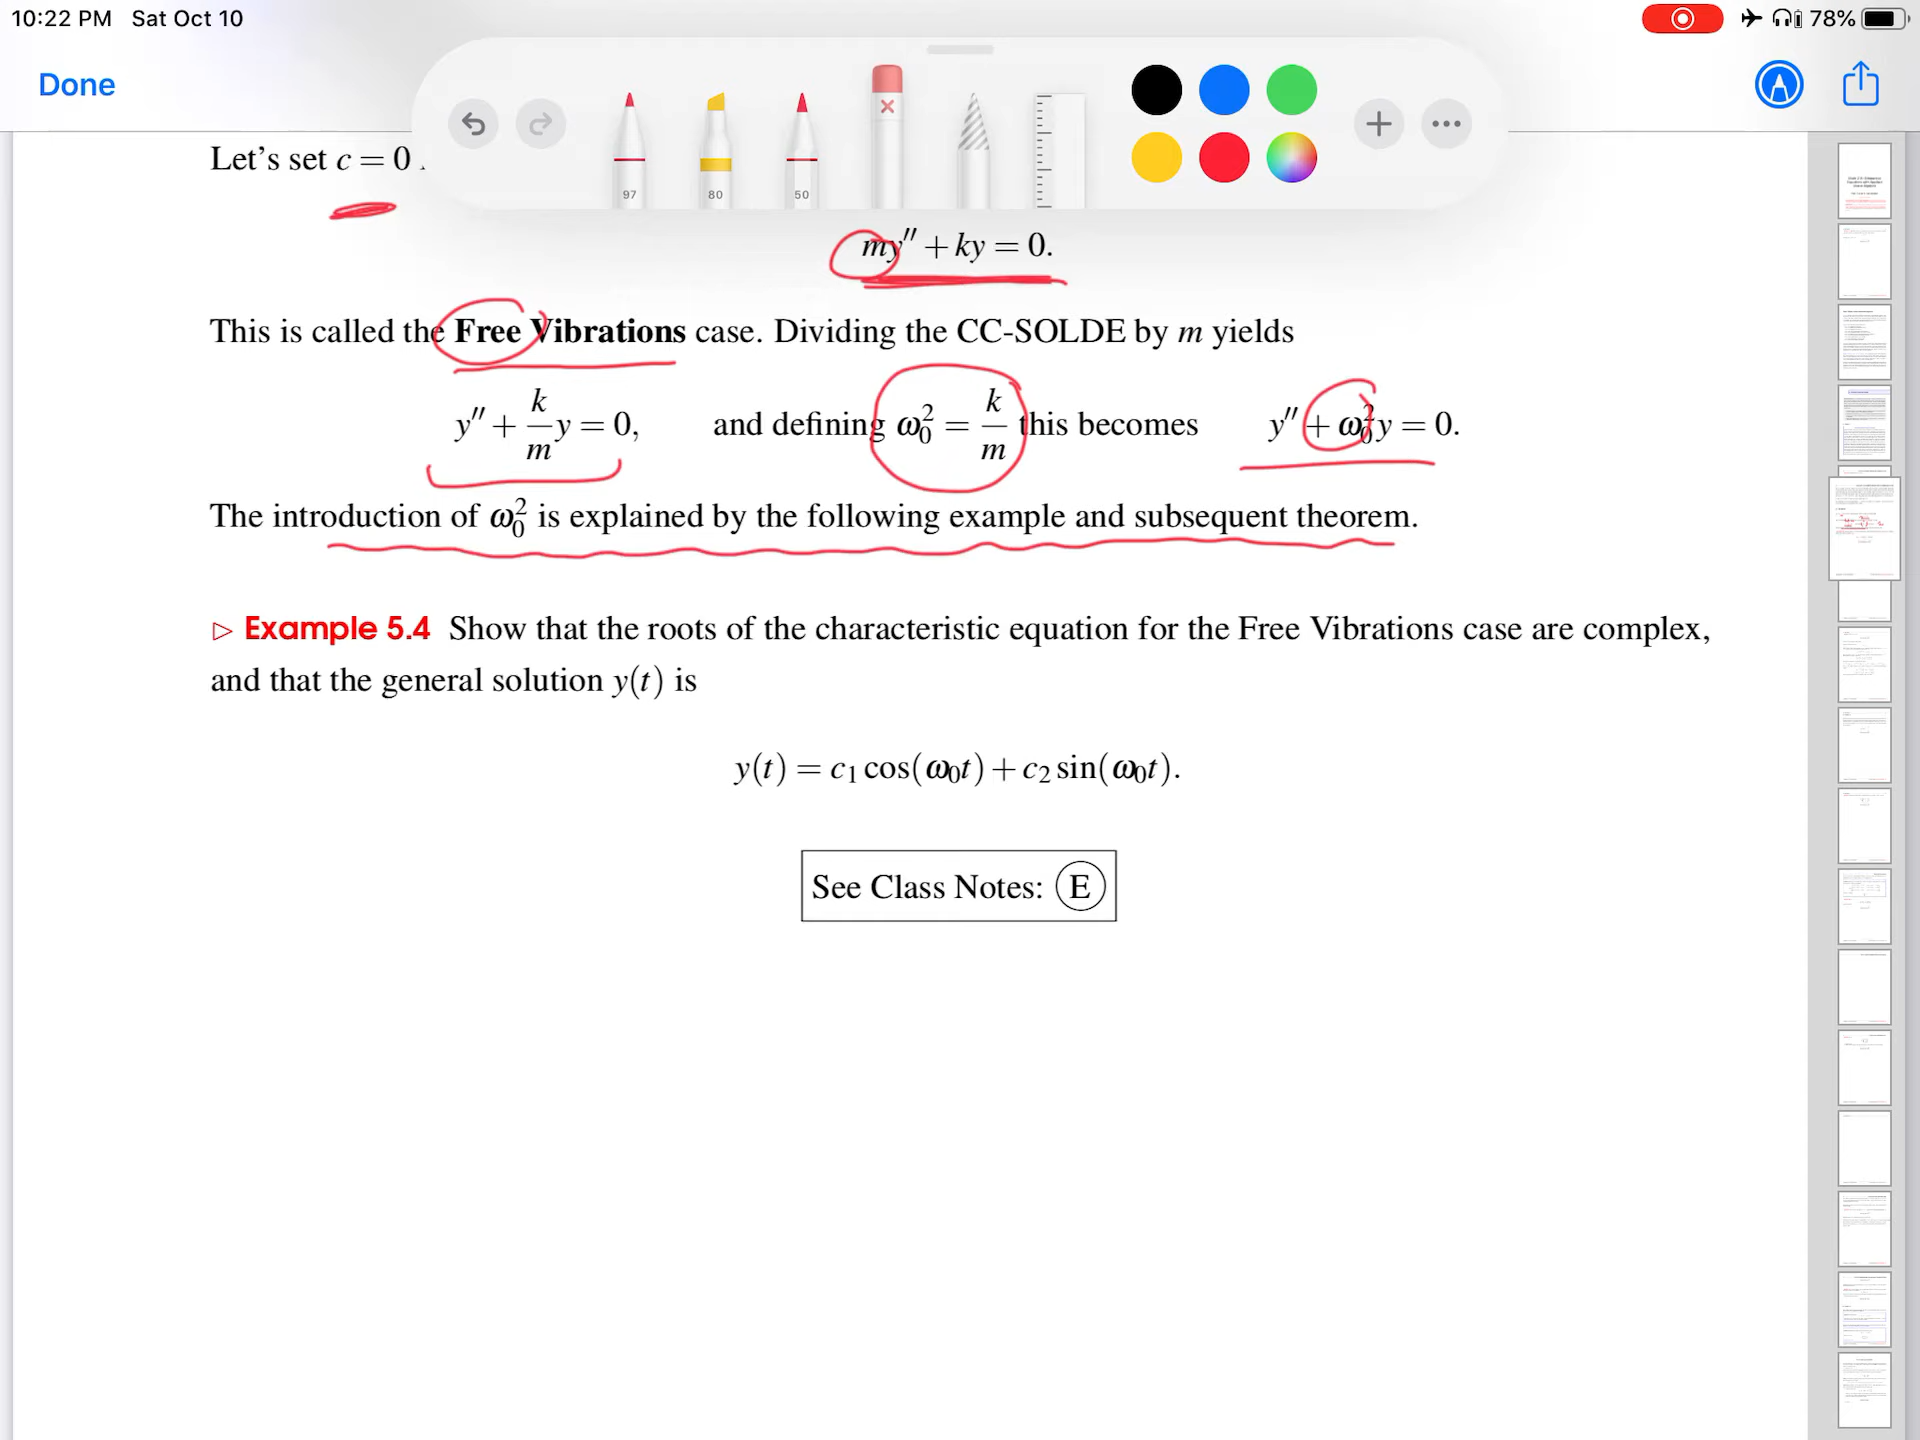 10:22 PM Sat Oct 10
78%
Done
97 80 50
Let's set c = 0
my″ + ky = 0.
This is called the Free Vibrations case. Dividing the CC-SOLDE by m yields
y″ + k/m y = 0, and defining ω₀² = k/m this becomes y″ + ω₀²y = 0.
The introduction of ω₀² is explained by the following example and subsequent theorem.
▷ Example 5.4 Show that the roots of the characteristic equation for the Free Vibrations case are complex,
and that the general solution y(t) is
y(t) = c₁ cos(ω₀t) + c₂ sin(ω₀t).
See Class Notes: Ⓔ